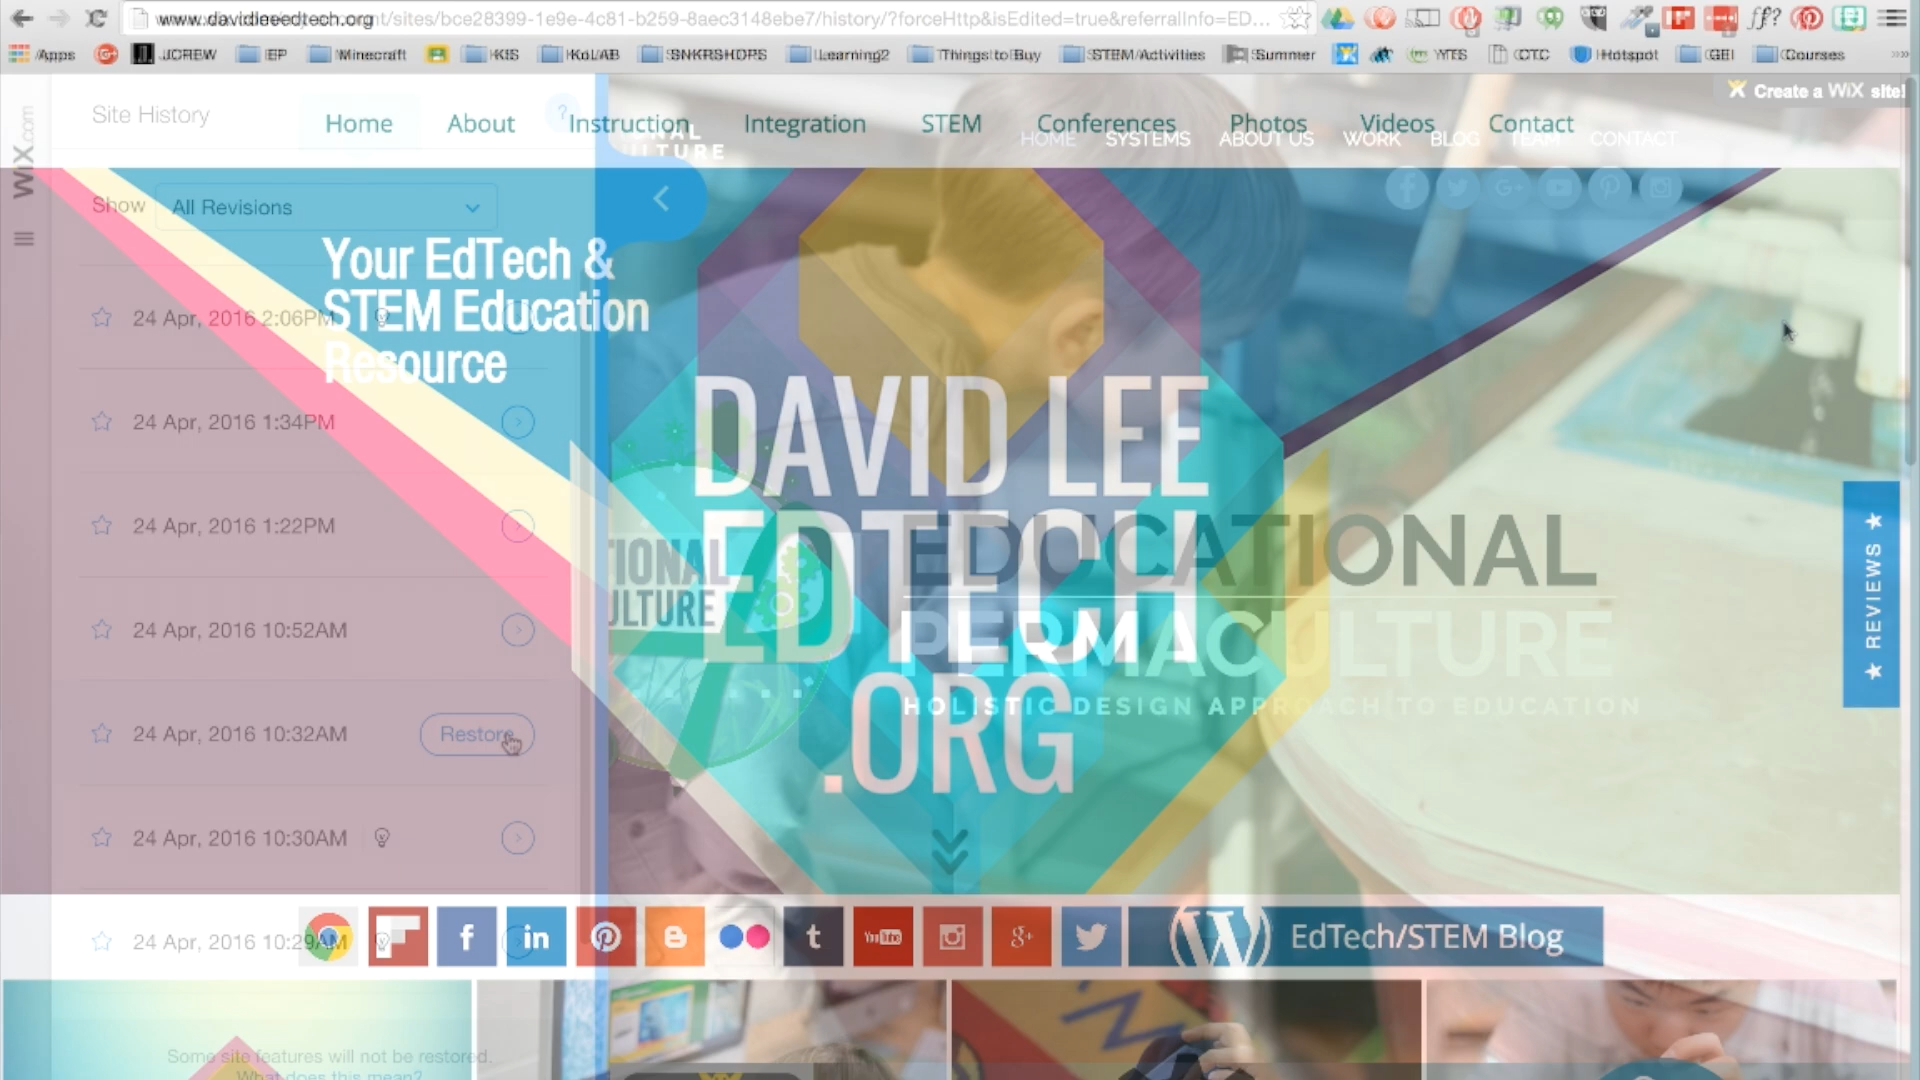 www.davidleeedtech.org
/sites/bce28399-1e9e-4c81-b259-8aec3148ebe7/history/?forceHttp&isEdited=true&referralInfo=ED...
Apps JCREW EP Minecraft KIS KoLAB SNKRSHOPS Learning2 Things to Buy STEM Activities Summer YTS CTC Hotspot GEI Courses
Create a WiX site!
WiX.com
Site History
?
Home About Instruction Integration STEM Conferences Photos Videos Contact
HOME SYSTEMS ABOUT US WORK BLOG TEAM CONTACT
Show All Revisions
Your EdTech &
STEM Education
Resource
24 Apr, 2016 2:06PM
24 Apr, 2016 1:34PM
24 Apr, 2016 1:22PM
24 Apr, 2016 10:52AM
24 Apr, 2016 10:32AM Restore
24 Apr, 2016 10:30AM
24 Apr, 2016 10:29AM
DAVID LEE
EDTECH
.ORG
EDUCATIONAL
PERMACULTURE
HOLISTIC DESIGN APPROACH TO EDUCATION
REVIEWS
YouTube
EdTech/STEM Blog
Some site features will not be restored.
What does this mean?